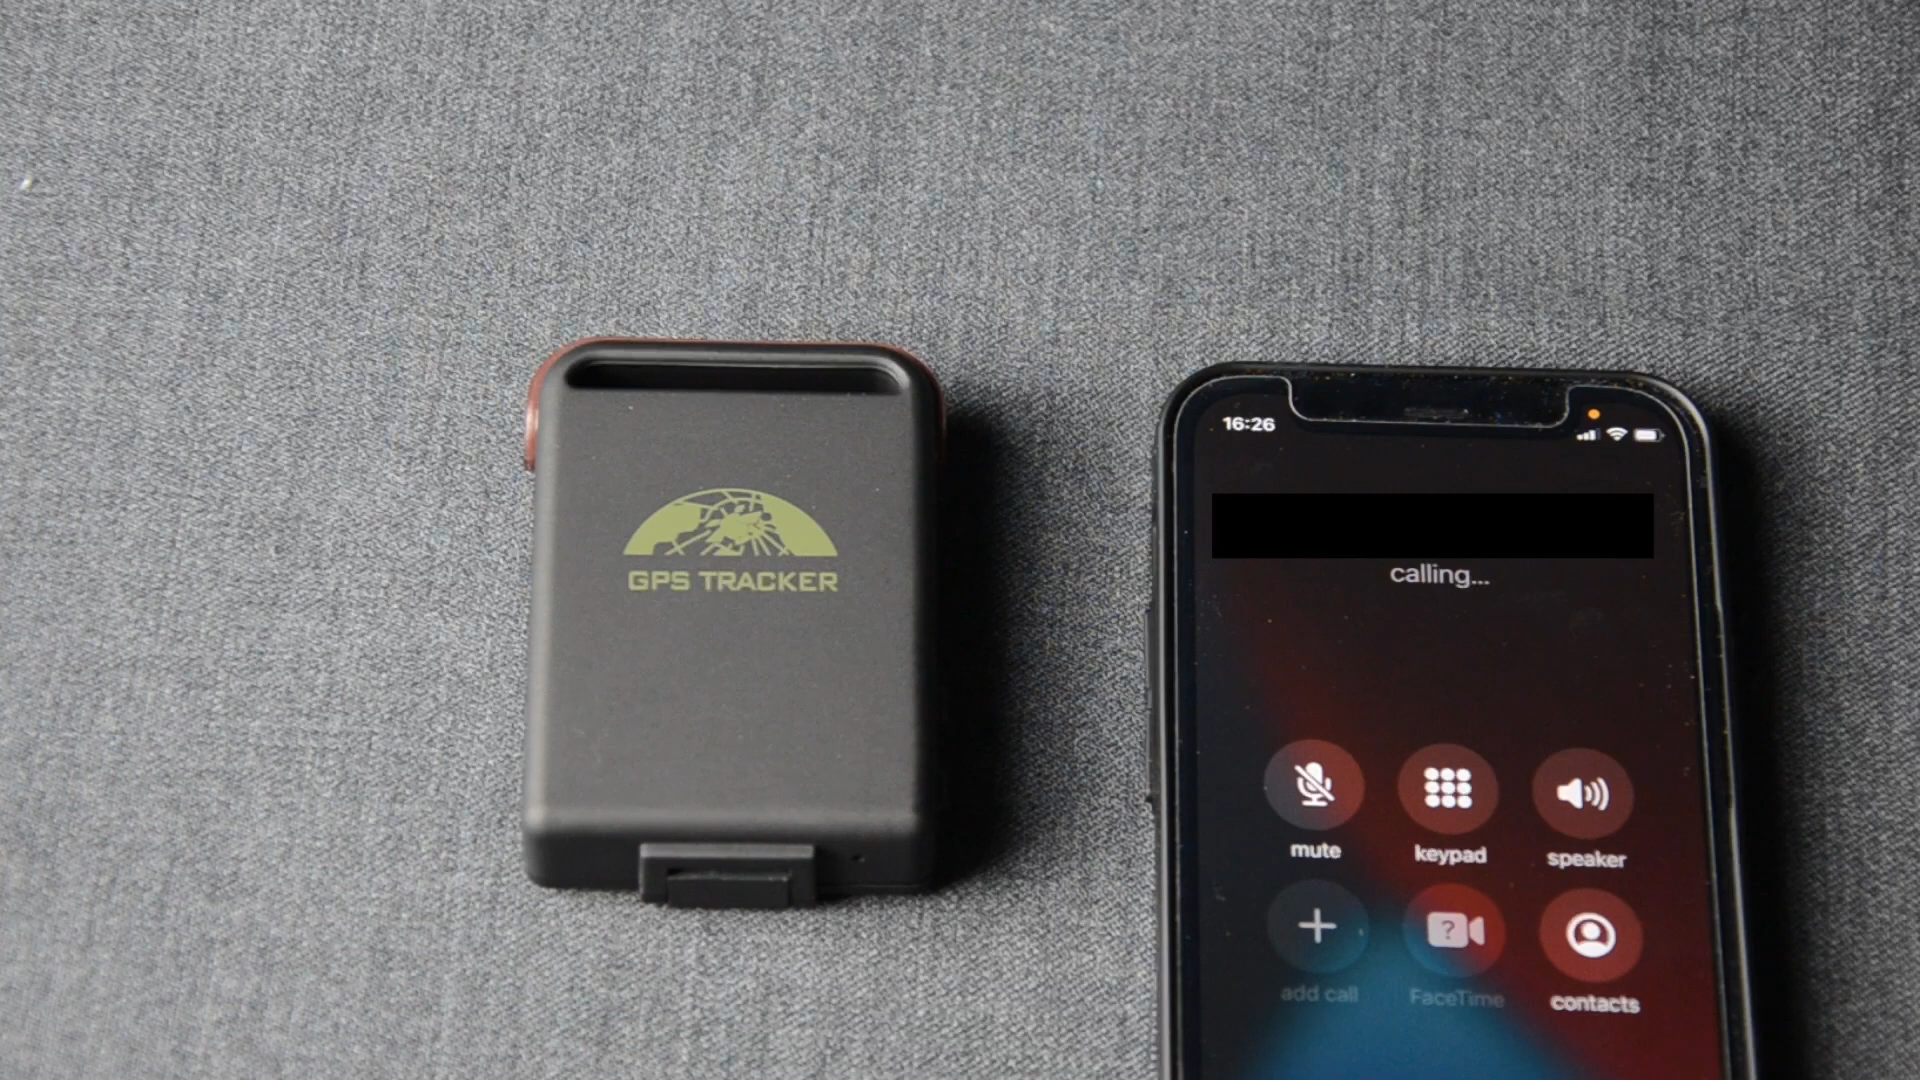 GPS TRACKER
16:26
calling...
mute keypad speaker
?
add call FaceTime contacts